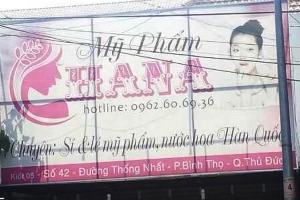 Mỹ Phẩm
HANA
hotline: 0962.60.69.36
Chuyên: Sỉ & lẻ mỹ phẩm, nước hoa Hàn Quốc
Kiốt 05 - Số 42 - Đường Thống Nhất - P.Bình Thọ - Q.Thủ Đức